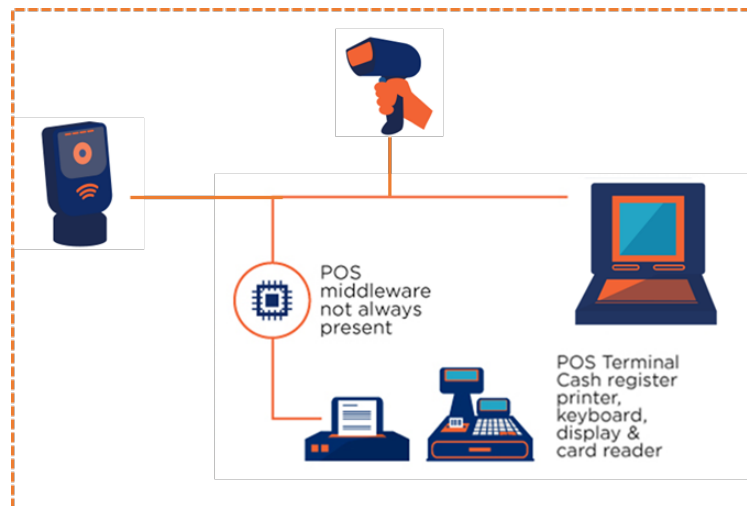 POS
middleware
not always
present
POS Terminal
Cash register
printer,
keyboard,
display &
card reader